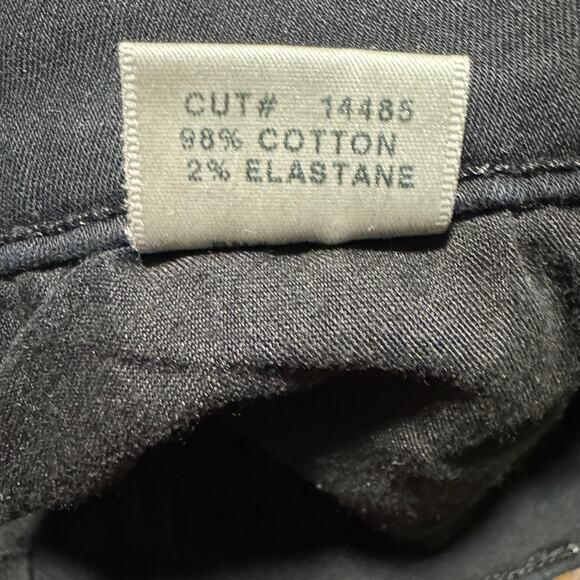 CUT# 14485
98% COTTON
2% ELASTANE